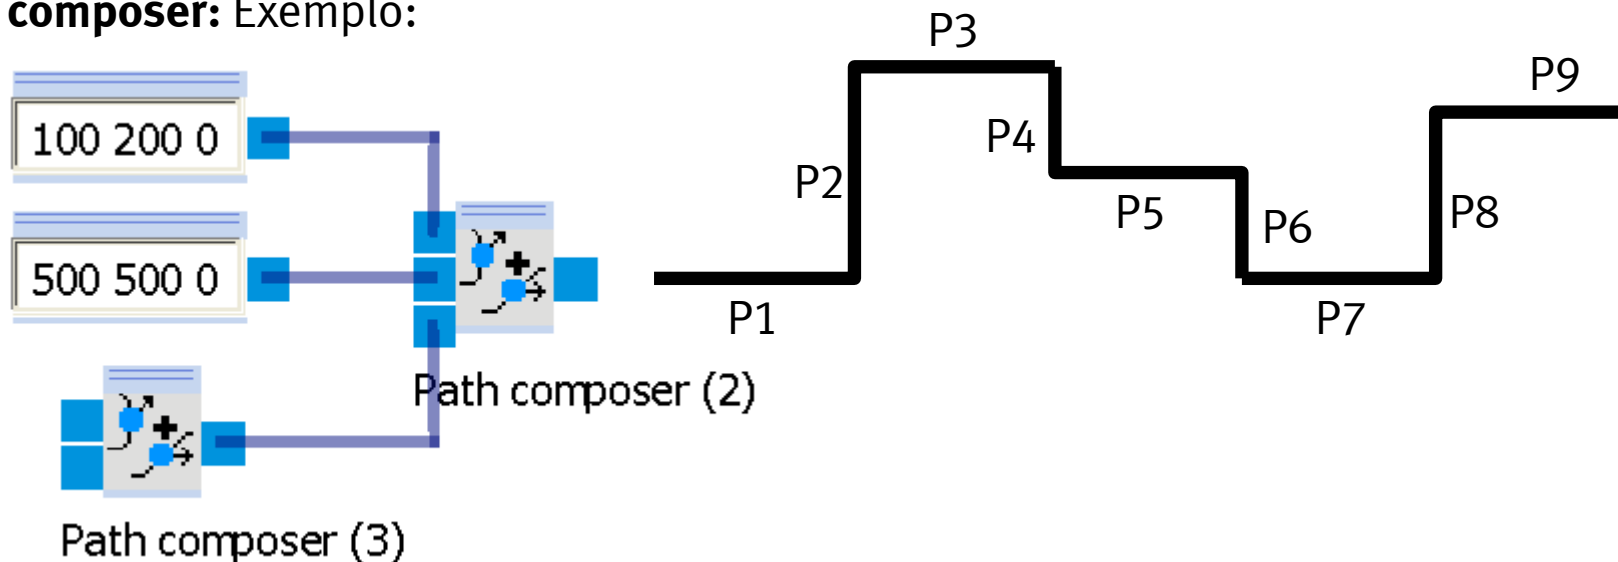 composer: Exemplo:
100 200 0
500 500 0
Path composer (2)
Path composer (3)
P1
P2
P3
P4
P5
P6
P7
P8
P9